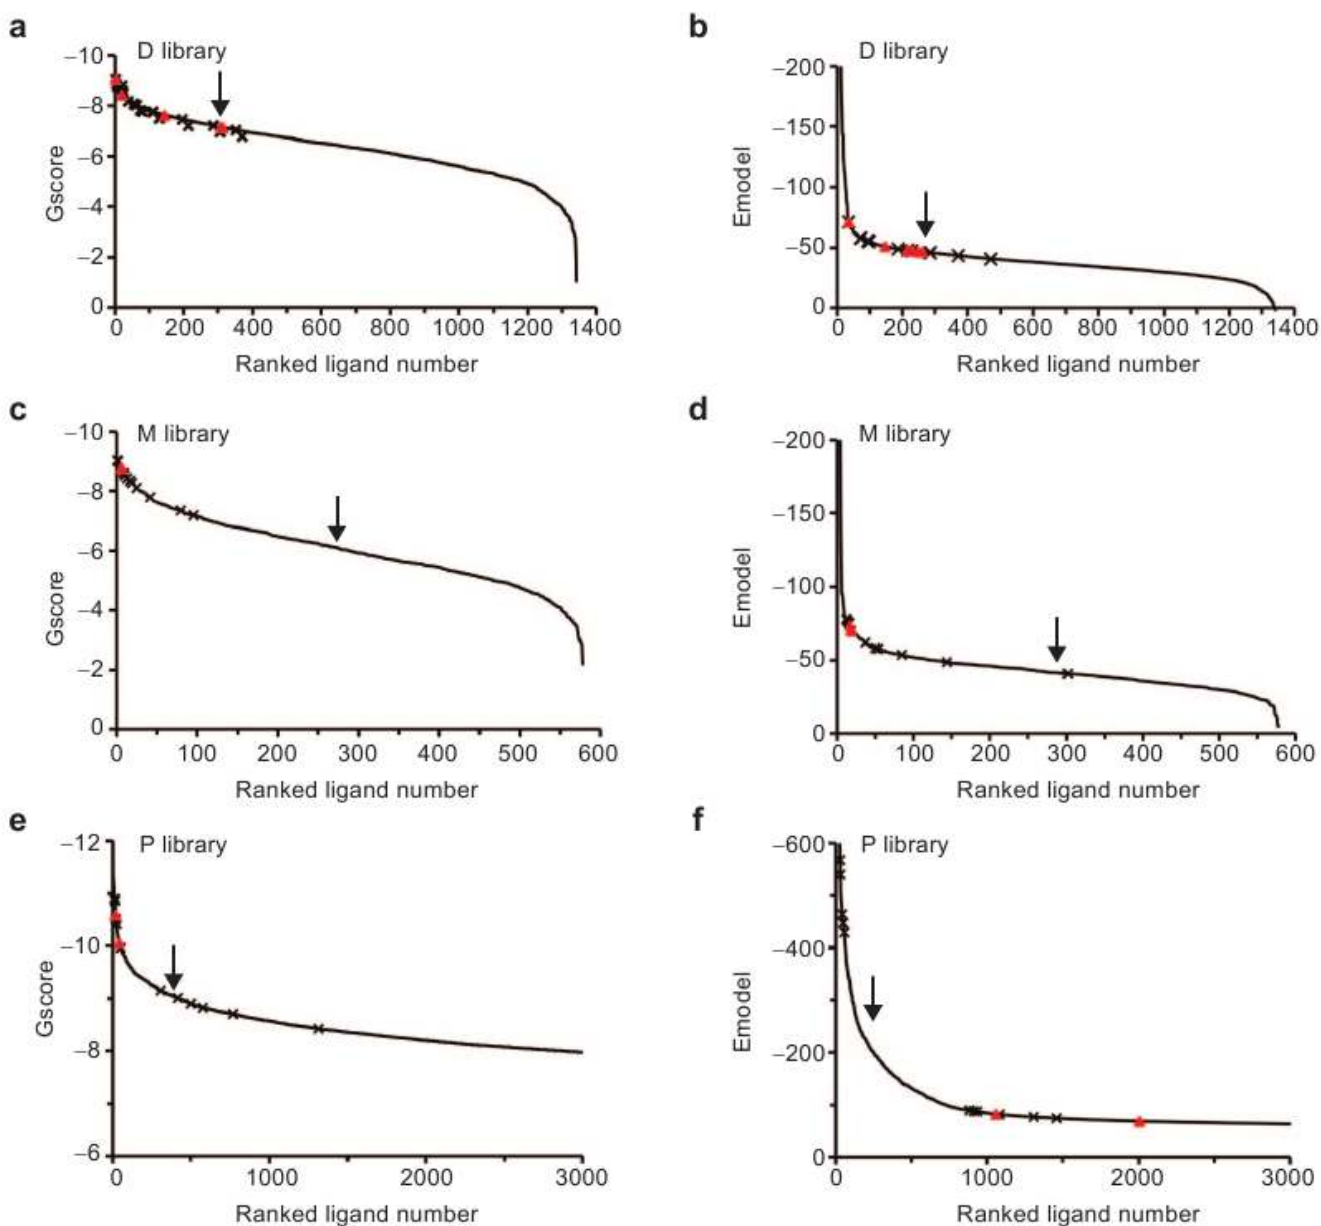 a
D library
−10
−8
−6
−4
−2
0
Gscore
0 200 400 600 800 1000 1200 1400
Ranked ligand number
b
D library
−200
−150
−100
−50
0
Emodel
0 200 400 600 800 1000 1200 1400
Ranked ligand number
c
M library
−10
−8
−6
−4
−2
0
Gscore
0 100 200 300 400 500 600
Ranked ligand number
d
M library
−200
−150
−100
−50
0
Emodel
0 100 200 300 400 500 600
Ranked ligand number
e
P library
−12
−10
−8
−6
Gscore
0 1000 2000 3000
Ranked ligand number
f
P library
−600
−400
−200
0
Emodel
0 1000 2000 3000
Ranked ligand number